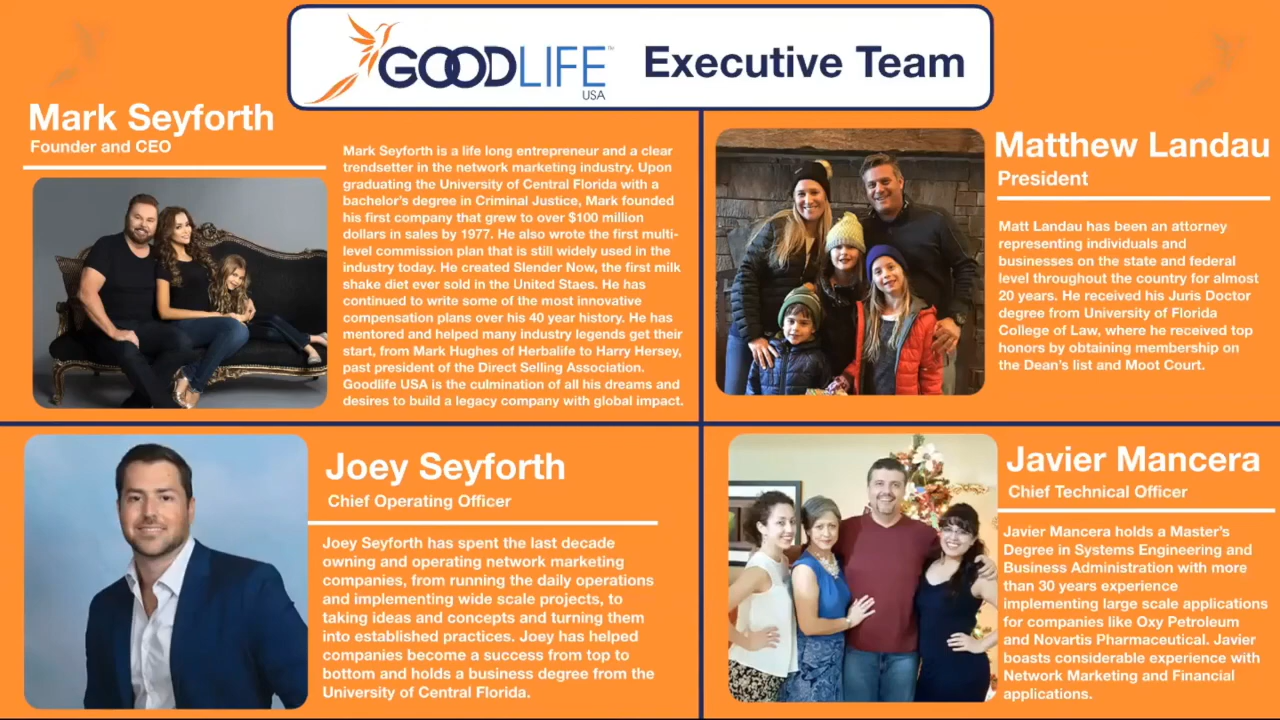 GOODLIFE™
USA
Executive Team
Mark Seyforth
Founder and CEO
Mark Seyforth is a life long entrepreneur and a clear
trendsetter in the network marketing industry. Upon
graduating the University of Central Florida with a
bachelor's degree in Criminal Justice, Mark founded
his first company that grew to over $100 million
dollars in sales by 1977. He also wrote the first multi-
level commission plan that is still widely used in the
industry today. He created Slender Now, the first milk
shake diet ever sold in the United Staes. He has
continued to write some of the most innovative
compensation plans over his 40 year history. He has
mentored and helped many industry legends get their
start, from Mark Hughes of Herbalife to Harry Hersey,
past president of the Direct Selling Association.
Goodlife USA is the culmination of all his dreams and
desires to build a legacy company with global impact.
Matthew Landau
President
Matt Landau has been an attorney
representing individuals and
businesses on the state and federal
level throughout the country for almost
20 years. He received his Juris Doctor
degree from University of Florida
College of Law, where he received top
honors by obtaining membership on
the Dean's list and Moot Court.
Joey Seyforth
Chief Operating Officer
Joey Seyforth has spent the last decade
owning and operating network marketing
companies, from running the daily operations
and implementing wide scale projects, to
taking ideas and concepts and turning them
into established practices. Joey has helped
companies become a success from top to
bottom and holds a business degree from the
University of Central Florida.
Javier Mancera
Chief Technical Officer
Javier Mancera holds a Master's
Degree in Systems Engineering and
Business Administration with more
than 30 years experience
implementing large scale applications
for companies like Oxy Petroleum
and Novartis Pharmaceutical. Javier
boasts considerable experience with
Network Marketing and Financial
applications.